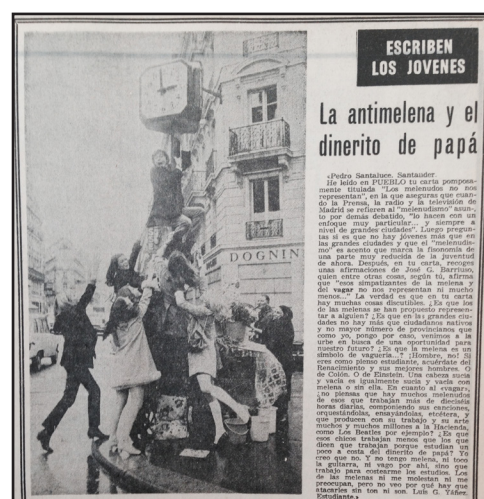 ESCRIBEN
LOS JOVENES
La antimelena y el
dinerito de papá
DOGNIN
«Pedro Santaluce. Santander.
He leído en PUEBLO tu carta pomposa-
mente titulada "Los melenudos no nos
representan", en la que aseguras que cuan-
do la Prensa, la radio y la televisión de
Madrid se refieren al "melenudismo" asun-
to por demás debatido, "lo hacen con un
enfoque muy particular... y siempre a
nivel de grandes ciudades". Luego pregun-
tas si es que no hay jóvenes más que en
las grandes ciudades y que el "melenudis-
mo" es acento que marca la fisonomía de
una parte muy reducida de la juventud
de ahora. Después, en tu carta, recoges
unas afirmaciones de José G. Barriuso,
quien entre otras cosas, según tú, afirma
que "esos simpatizantes de la melena y
del vagar no nos representan ni mucho
menos..." La verdad es que en tu carta
hay muchas cosas discutibles. ¿Es que los
de las melenas se han propuesto represen-
tar a alguien? ¿Es que en las grandes ciu-
dades no hay más que ciudadanos nativos
y no mayor número de provincianos que
como yo, pongo por caso, venimos a la
urbe en busca de una oportunidad para
nuestro futuro? ¿Es que la melena es un
símbolo de vaguería...? ¡Hombre, no! Si
eres como pienso estudiante, acuérdate del
Renacimiento y sus mejores hombres. O
de Colón. O de Einstein. Una cabeza sucia
y vacía es igualmente sucia y vacía con
melena o sin ella. En cuanto al «vagar»,
¿no piensas que hay muchos melenudos
de esos que trabajan más de dieciséis
horas diarias, componiendo sus canciones,
orquestándolas, ensayándolas, etcétera, y
que producen con su trabajo y su arte
muchos y muchos millones a la Hacienda,
como Los Beatles por ejemplo? ¿Es que
esos chicos trabajan menos que los que
dicen que trabajan porque estudian un
poco a costa del dinerito de papá? Yo
creo que no. Y no tengo melena, ni toco
la guitarra, ni vago por ahí, sino que
trabajo para costearme los estudios. Los
de las melenas ni me molestan ni me
preocupan, pero no veo por qué hay que
atacarles sin ton ni son. Luis G. Yáñez.
Estudiante.»